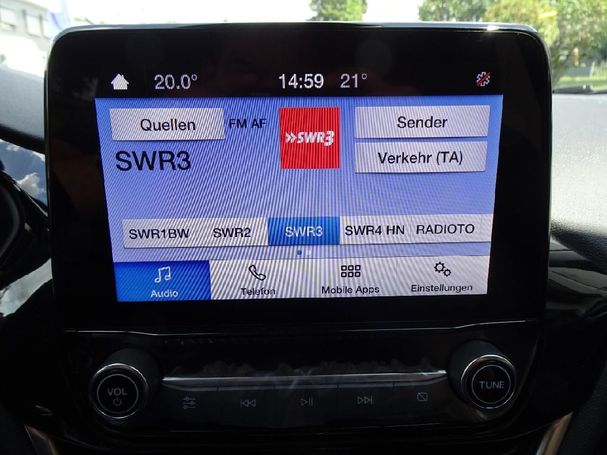 20.0° 14:59 21°
Quellen FM AF »SWR3 Sender
SWR3 Verkehr (TA)
SWR1BW SWR2 SWR3 SWR4 HN RADIOTO
Audio Telefon Mobile Apps Einstellungen
VOL TUNE